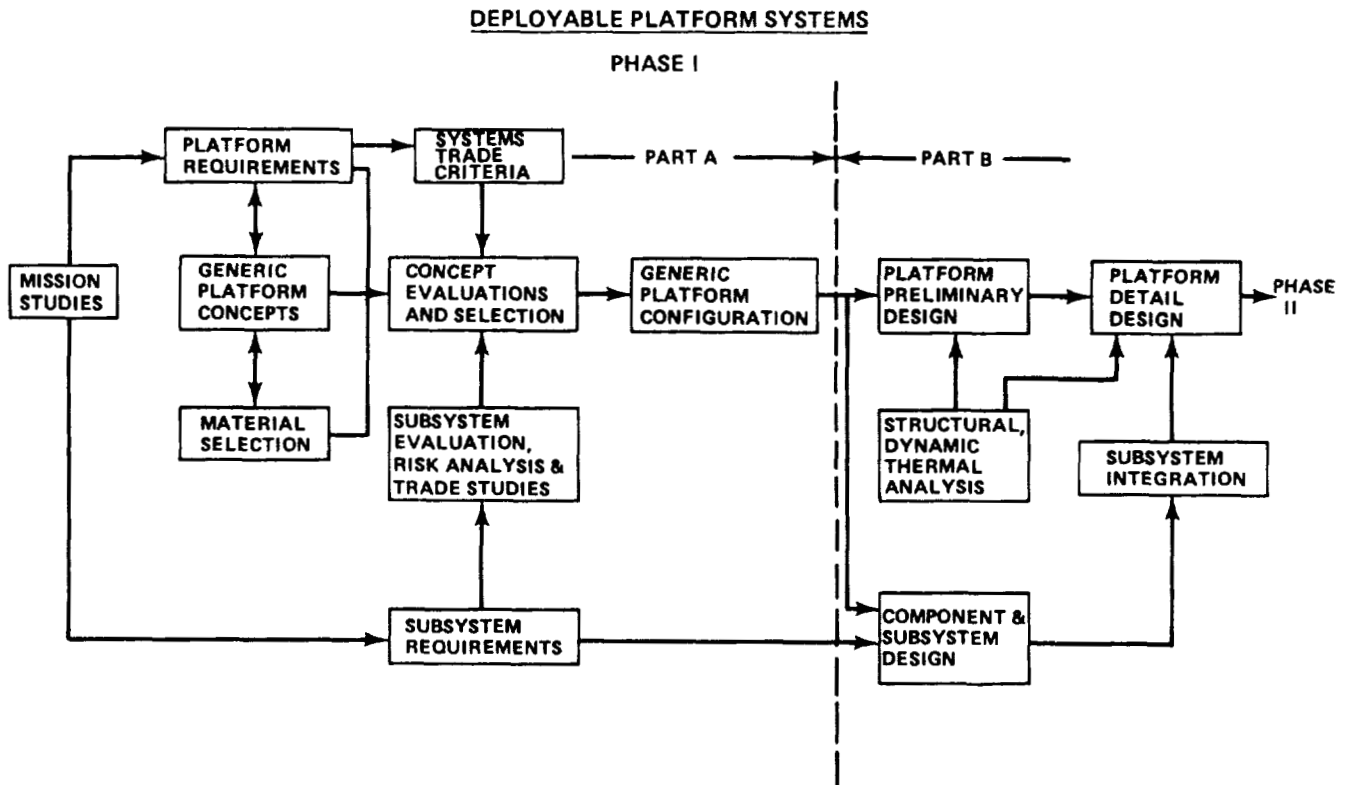 DEPLOYABLE PLATFORM SYSTEMS
PHASE I
PLATFORM
REQUIREMENTS
SYSTEMS
TRADE
CRITERIA
PART A
PART B
MISSION
STUDIES
GENERIC
PLATFORM
CONCEPTS
CONCEPT
EVALUATIONS
AND SELECTION
GENERIC
PLATFORM
CONFIGURATION
PLATFORM
PRELIMINARY
DESIGN
PLATFORM
DETAIL
DESIGN
PHASE
II
MATERIAL
SELECTION
SUBSYSTEM
EVALUATION,
RISK ANALYSIS &
TRADE STUDIES
STRUCTURAL,
DYNAMIC
THERMAL
ANALYSIS
SUBSYSTEM
INTEGRATION
SUBSYSTEM
REQUIREMENTS
COMPONENT &
SUBSYSTEM
DESIGN